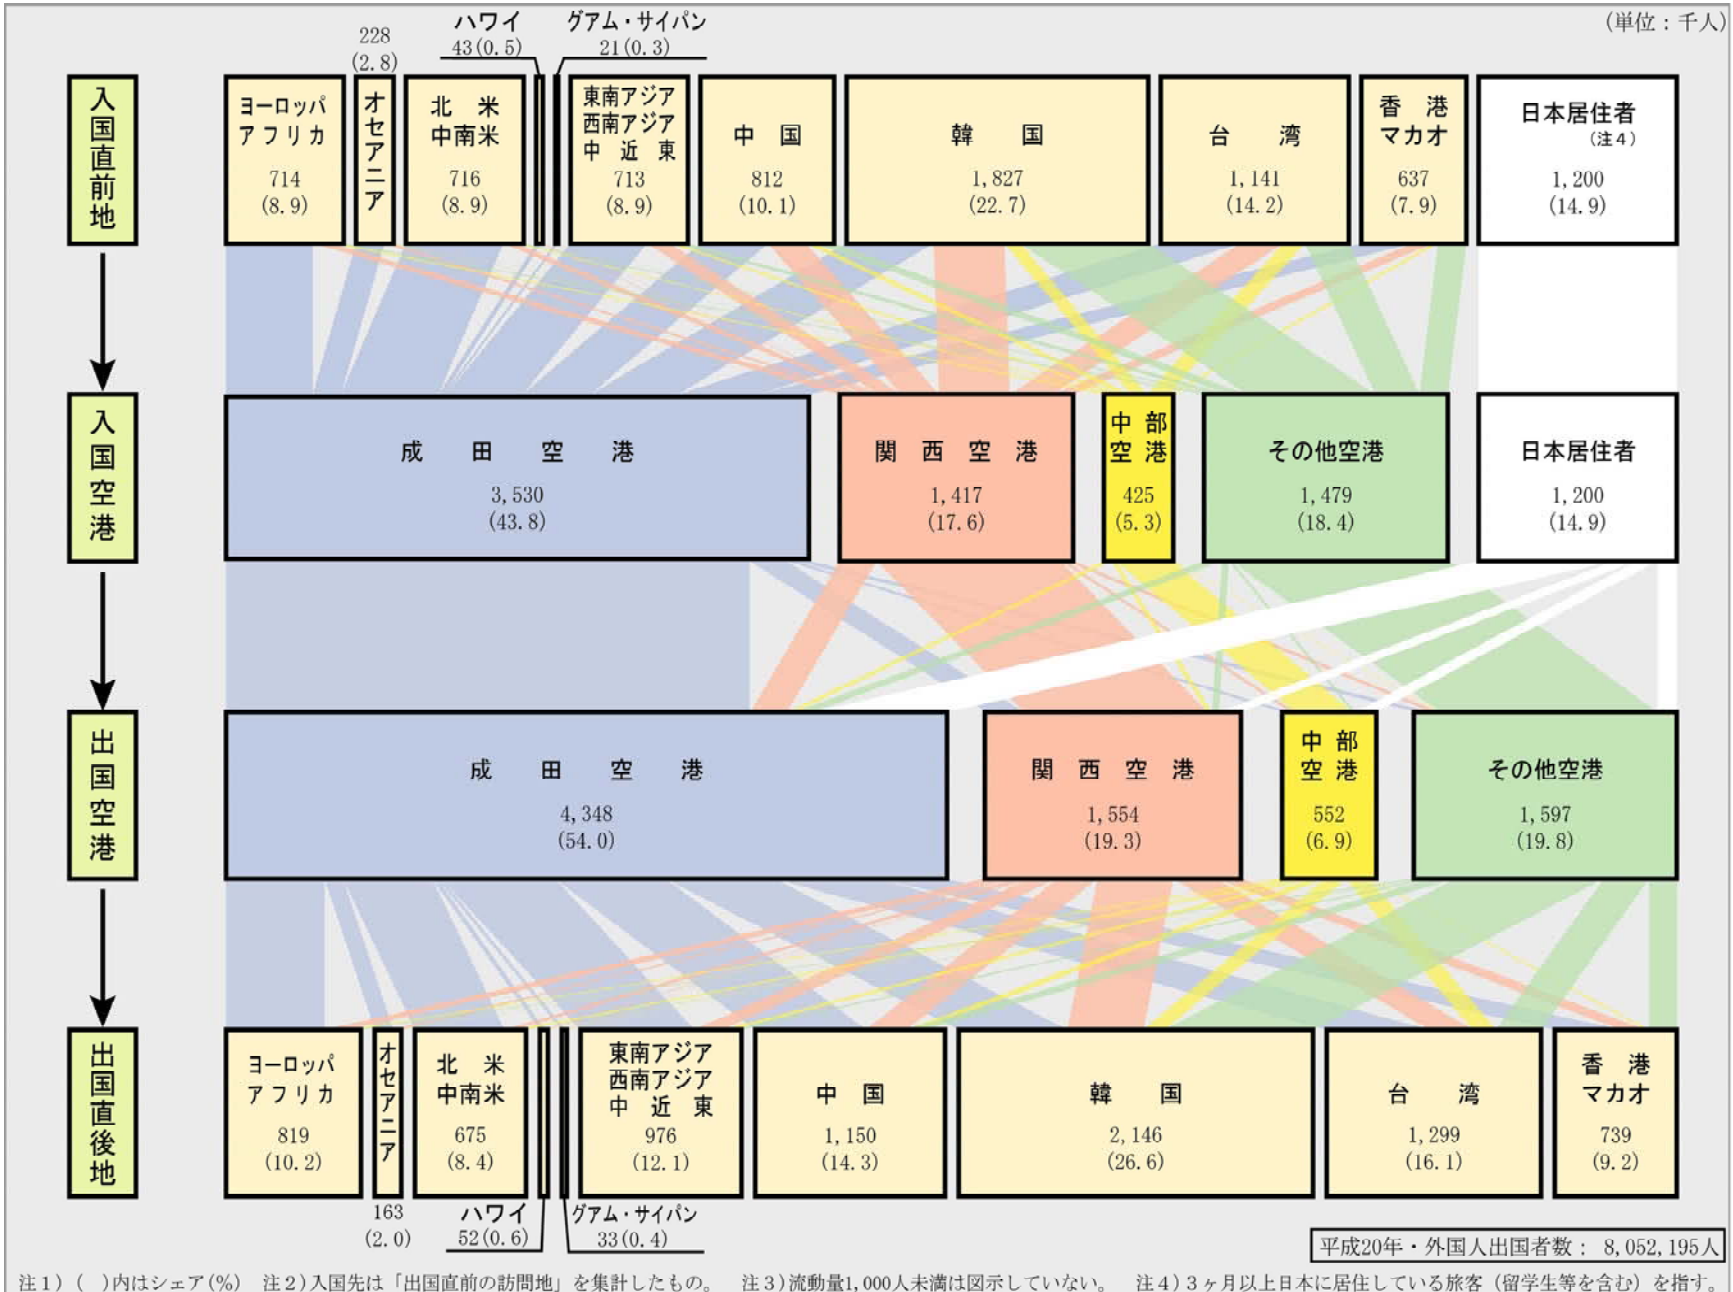 (単位：千人)
ハワイ
43(0.5)
グアム・サイパン
21(0.3)
228
(2.8)
入国直前地
ヨーロッパ
アフリカ
714
(8.9)
オセアニア
北米
中南米
716
(8.9)
東南アジア
西南アジア
中近東
713
(8.9)
中国
812
(10.1)
韓国
1,827
(22.7)
台湾
1,141
(14.2)
香港
マカオ
637
(7.9)
日本居住者
(注4)
1,200
(14.9)
入国空港
成田空港
3,530
(43.8)
関西空港
1,417
(17.6)
中部
空港
425
(5.3)
その他空港
1,479
(18.4)
日本居住者
1,200
(14.9)
出国空港
成田空港
4,348
(54.0)
関西空港
1,554
(19.3)
中部
空港
552
(6.9)
その他空港
1,597
(19.8)
出国直後地
ヨーロッパ
アフリカ
819
(10.2)
オセアニア
163
(2.0)
北米
中南米
675
(8.4)
ハワイ
52(0.6)
グアム・サイパン
33(0.4)
東南アジア
西南アジア
中近東
976
(12.1)
中国
1,150
(14.3)
韓国
2,146
(26.6)
台湾
1,299
(16.1)
香港
マカオ
739
(9.2)
平成20年・外国人出国者数： 8,052,195人
注1)( )内はシェア(%) 注2)入国先は「出国直前の訪問地」を集計したもの。 注3)流動量1,000人未満は図示していない。 注4)3ヶ月以上日本に居住している旅客（留学生等を含む）を指す。